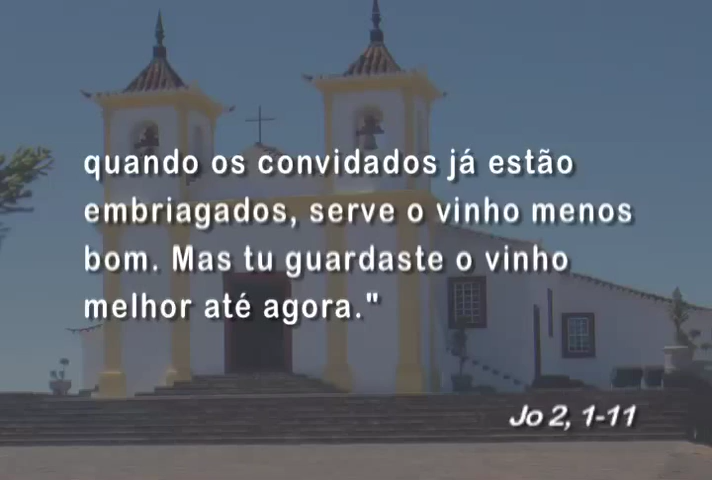 quando os convidados já estão
embriagados, serve o vinho menos
bom. Mas tu guardaste o vinho
melhor até agora."
Jo 2, 1-11